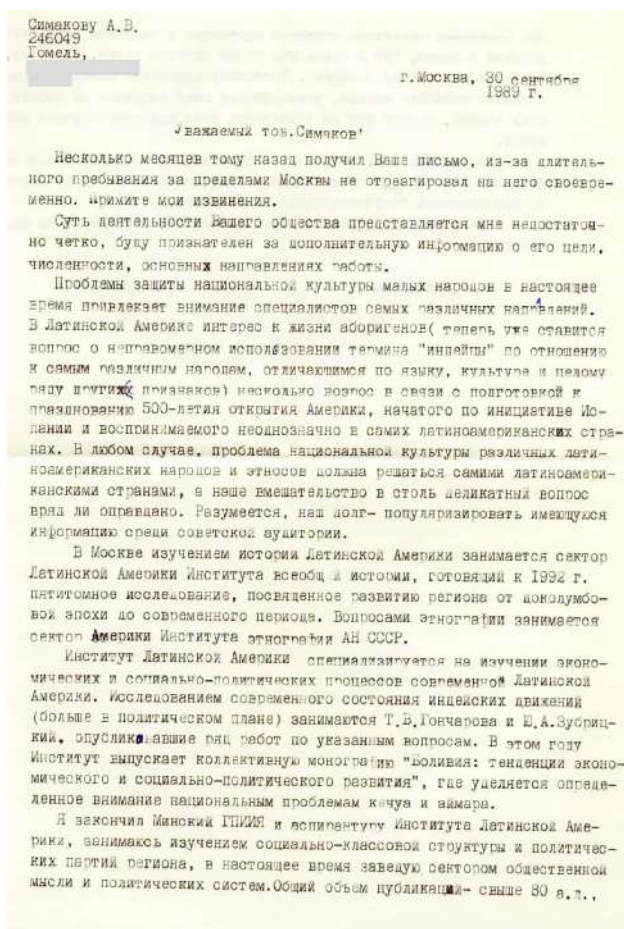 Симакову А.В.
246049
Гомель,
г.Москва, 30 сентября
1989 г.
Уважаемый тов.Симаков!
Несколько месяцев тому назад получил Ваше письмо, из-за длитель-
ного пребывания за пределами Москвы не отреагировал на него своевре-
менно. Примите мои извинения.
Суть деятельности Вашего общества представляется мне недостаточ-
но четко, буду признателен за дополнительную информацию о его цели,
численности, основных направлениях работы.
Проблемы защиты национальной культуры малых народов в настоящее
время привлекает внимание специалистов самых различных направлений.
В Латинской Америке интерес к жизни аборигенов( теперь уже ставится
вопрос о неправомерном использовании термина "индейцы" по отношению
к самым различным народам, отличающимся по языку, культуре и целому
ряду других признаков) несколько возрос в связи с подготовкой к
празднованию 500-летия открытия Америки, начатого по инициативе Ис-
пании и воспринимаемого неоднозначно в самих латиноамериканских стра-
нах. В любом случае, проблема национальной культуры различных лати-
ноамериканских народов и этносов должна решаться самими латиноамери-
канскими странами, а наше вмешательство в столь деликатный вопрос
вряд ли оправдано. Разумеется, наш долг- популяризировать имеющуюся
информацию среди советской аудитории.
В Москве изучением истории Латинской Америки занимается сектор
Латинской Америки Института всеобщ й истории, готовящий к 1992 г.
пятитомное исследование, посвященное развитию региона от доколумбо-
вой эпохи до современного периода. Вопросами этнографии занимается
сектор Америки Института этнографии АН СССР.
Институт Латинской Америки специализируется на изучении эконо-
мических и социально-политических процессов современной Латинской
Америки. Исследованием современного состояния индейских движений
(больше в политическом плане) занимаются Т.В.Гончарова и Ю.А.Зубриц-
кий, опубликовавшие ряд работ по указанным вопросам. В этом году
Институт выпускает коллективную монографию "Боливия: тенденции эконо-
мического и социально-политического развития", где уделяется опреде-
ленное внимание национальным проблемам кечуа и аймара.
Я закончил Минский ГПИИЯ и аспирантуру Института Латинской Аме-
рики, занимаюсь изучением социально-классовой структуры и политичес-
ких партий региона, в настоящее время заведую сектором общественной
мысли и политических систем.Общий объем публикаций- свыше 80 а.л.,